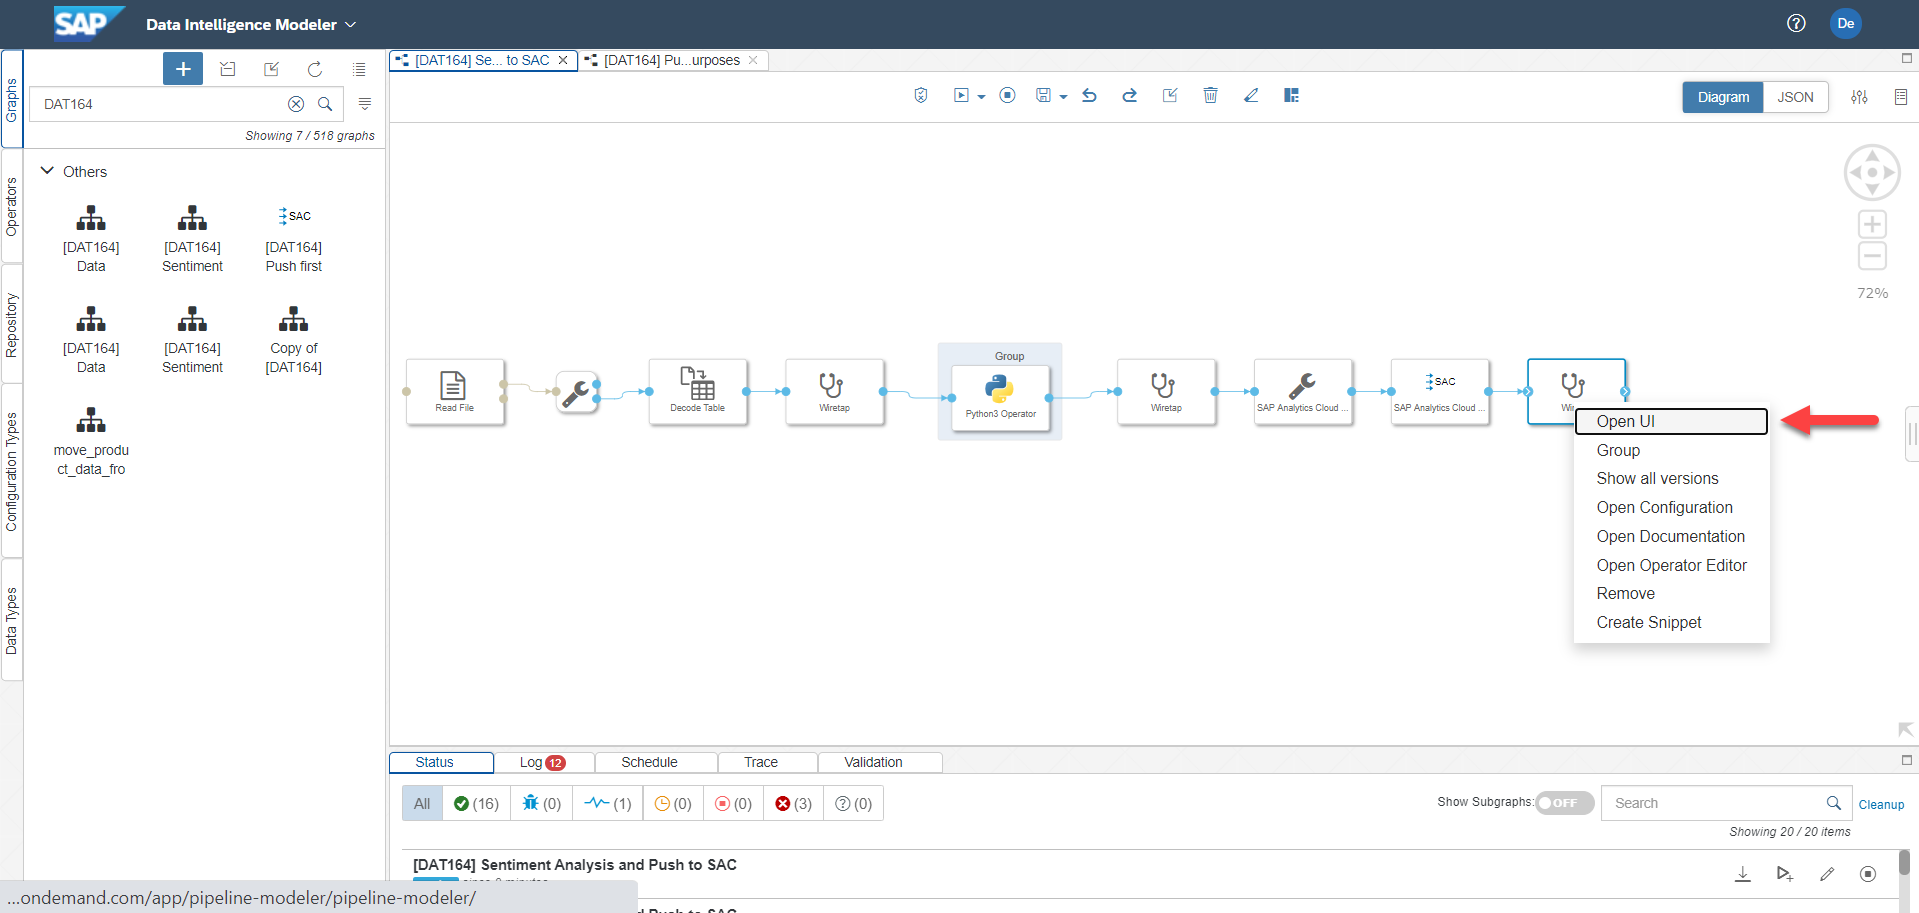 SAP
Data Intelligence Modeler
De
Graphs
Operators
Repository
Configuration Types
Data Types
DAT164
Showing 7 / 518 graphs
Others
[DAT164]
Data
[DAT164]
Sentiment
SAC
[DAT164]
Push first
[DAT164]
Data
[DAT164]
Sentiment
Copy of
[DAT164]
move_produ
ct_data_fro
[DAT164] Se... to SAC
[DAT164] Pu...urposes
Diagram
JSON
72%
Read File
Decode Table
Wiretap
Group
Python3 Operator
Wiretap
SAP Analytics Cloud ...
SAC
SAP Analytics Cloud ...
Open UI
Group
Show all versions
Open Configuration
Open Documentation
Open Operator Editor
Remove
Create Snippet
Status
Log 12
Schedule
Trace
Validation
All
(16)
(0)
(1)
(0)
(0)
(3)
(0)
Show Subgraphs:
OFF
Search
Cleanup
Showing 20 / 20 items
[DAT164] Sentiment Analysis and Push to SAC
...ondemand.com/app/pipeline-modeler/pipeline-modeler/